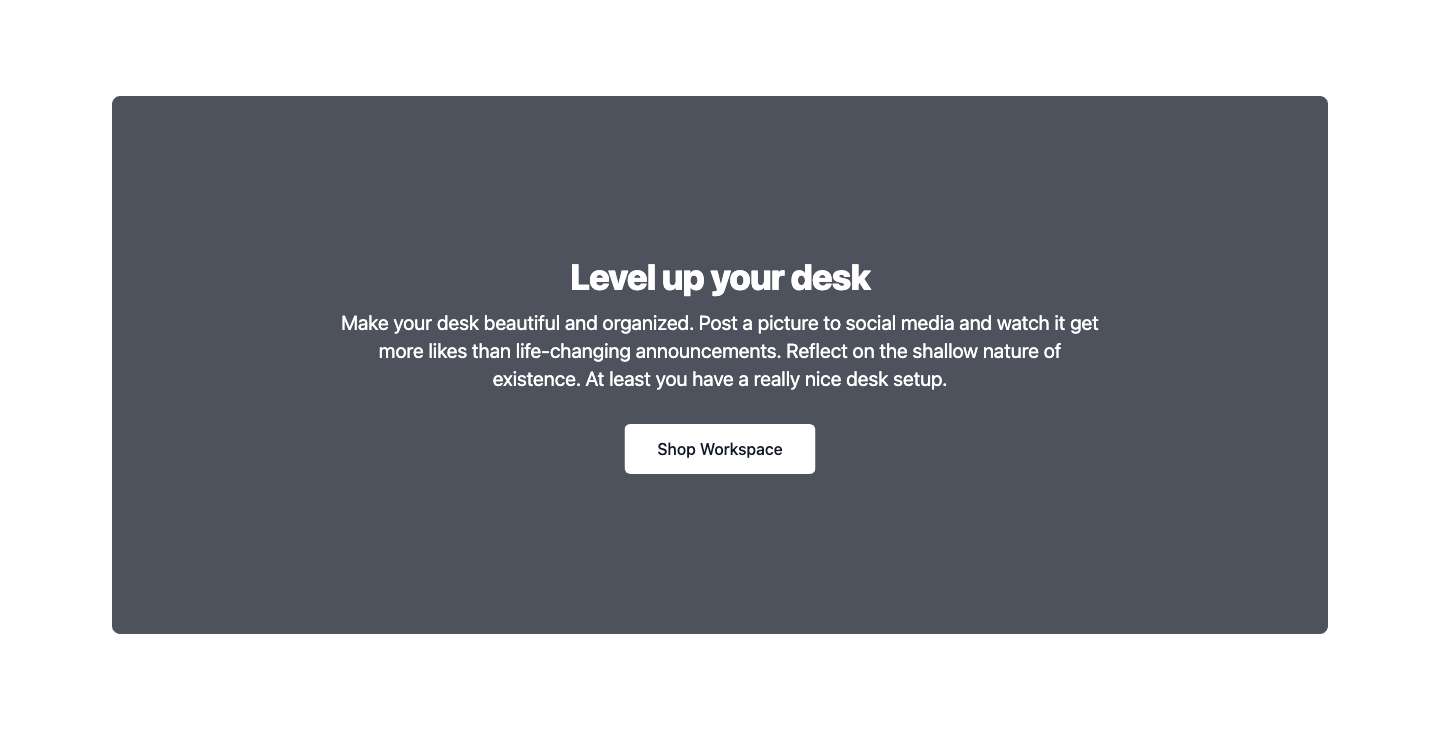 Level up your desk
Make your desk beautiful and organized. Post a picture to social media and watch it get
more likes than life-changing announcements. Reflect on the shallow nature of
existence. At least you have a really nice desk setup.
Shop Workspace